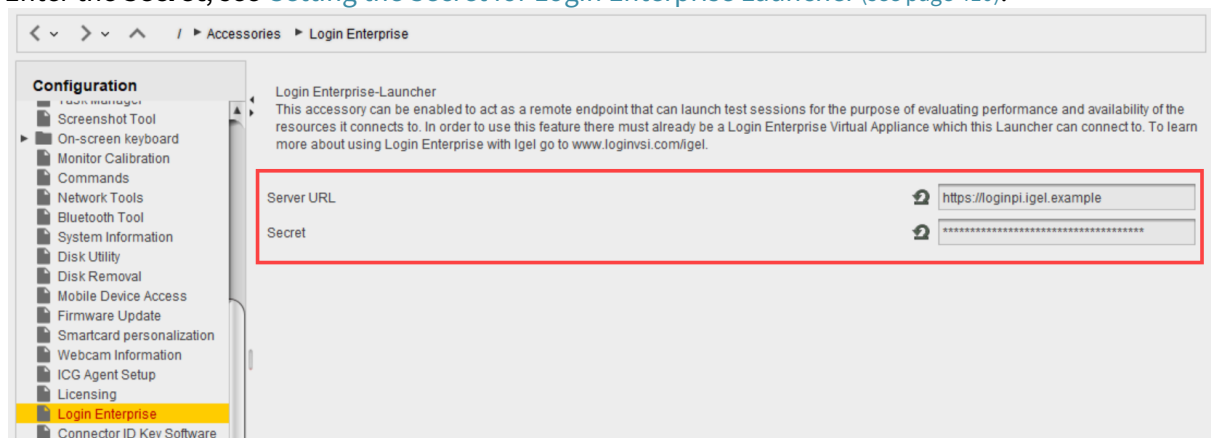 / ▸ Accessories ▸ Login Enterprise
Configuration
Screenshot Tool
On-screen keyboard
Monitor Calibration
Commands
Network Tools
Bluetooth Tool
System Information
Disk Utility
Disk Removal
Mobile Device Access
Firmware Update
Smartcard personalization
Webcam Information
ICG Agent Setup
Licensing
Login Enterprise
Connector ID Key Software
Login Enterprise-Launcher
This accessory can be enabled to act as a remote endpoint that can launch test sessions for the purpose of evaluating performance and availability of the
resources it connects to. In order to use this feature there must already be a Login Enterprise Virtual Appliance which this Launcher can connect to. To learn
more about using Login Enterprise with Igel go to www.loginvsi.com/igel.
Server URL
https://loginpi.igel.example
Secret
************************************